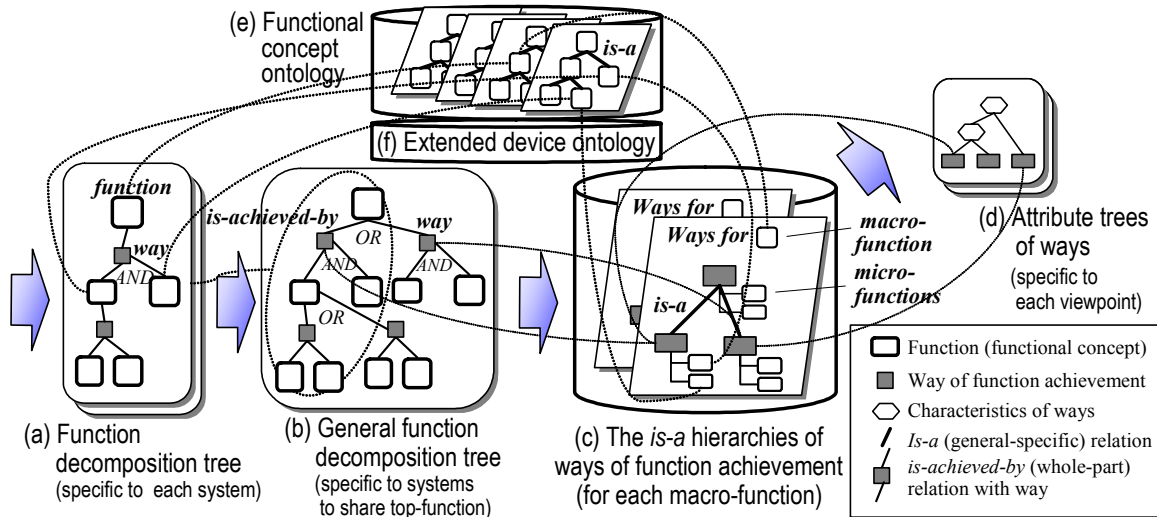 (e) Functional
concept
ontology
is-a
(f) Extended device ontology
function
way
AND
(a) Function
decomposition tree
(specific to each system)
is-achieved-by
OR
way
AND
AND
OR
(b) General function
decomposition tree
(specific to systems
to share top-function)
Ways for
Ways for
macro-
function
micro-
functions
is-a
(c) The is-a hierarchies of
ways of function achievement
(for each macro-function)
(d) Attribute trees
of ways
(specific to
each viewpoint)
Function (functional concept)
Way of function achievement
Characteristics of ways
Is-a (general-specific) relation
is-achieved-by (whole-part)
relation with way